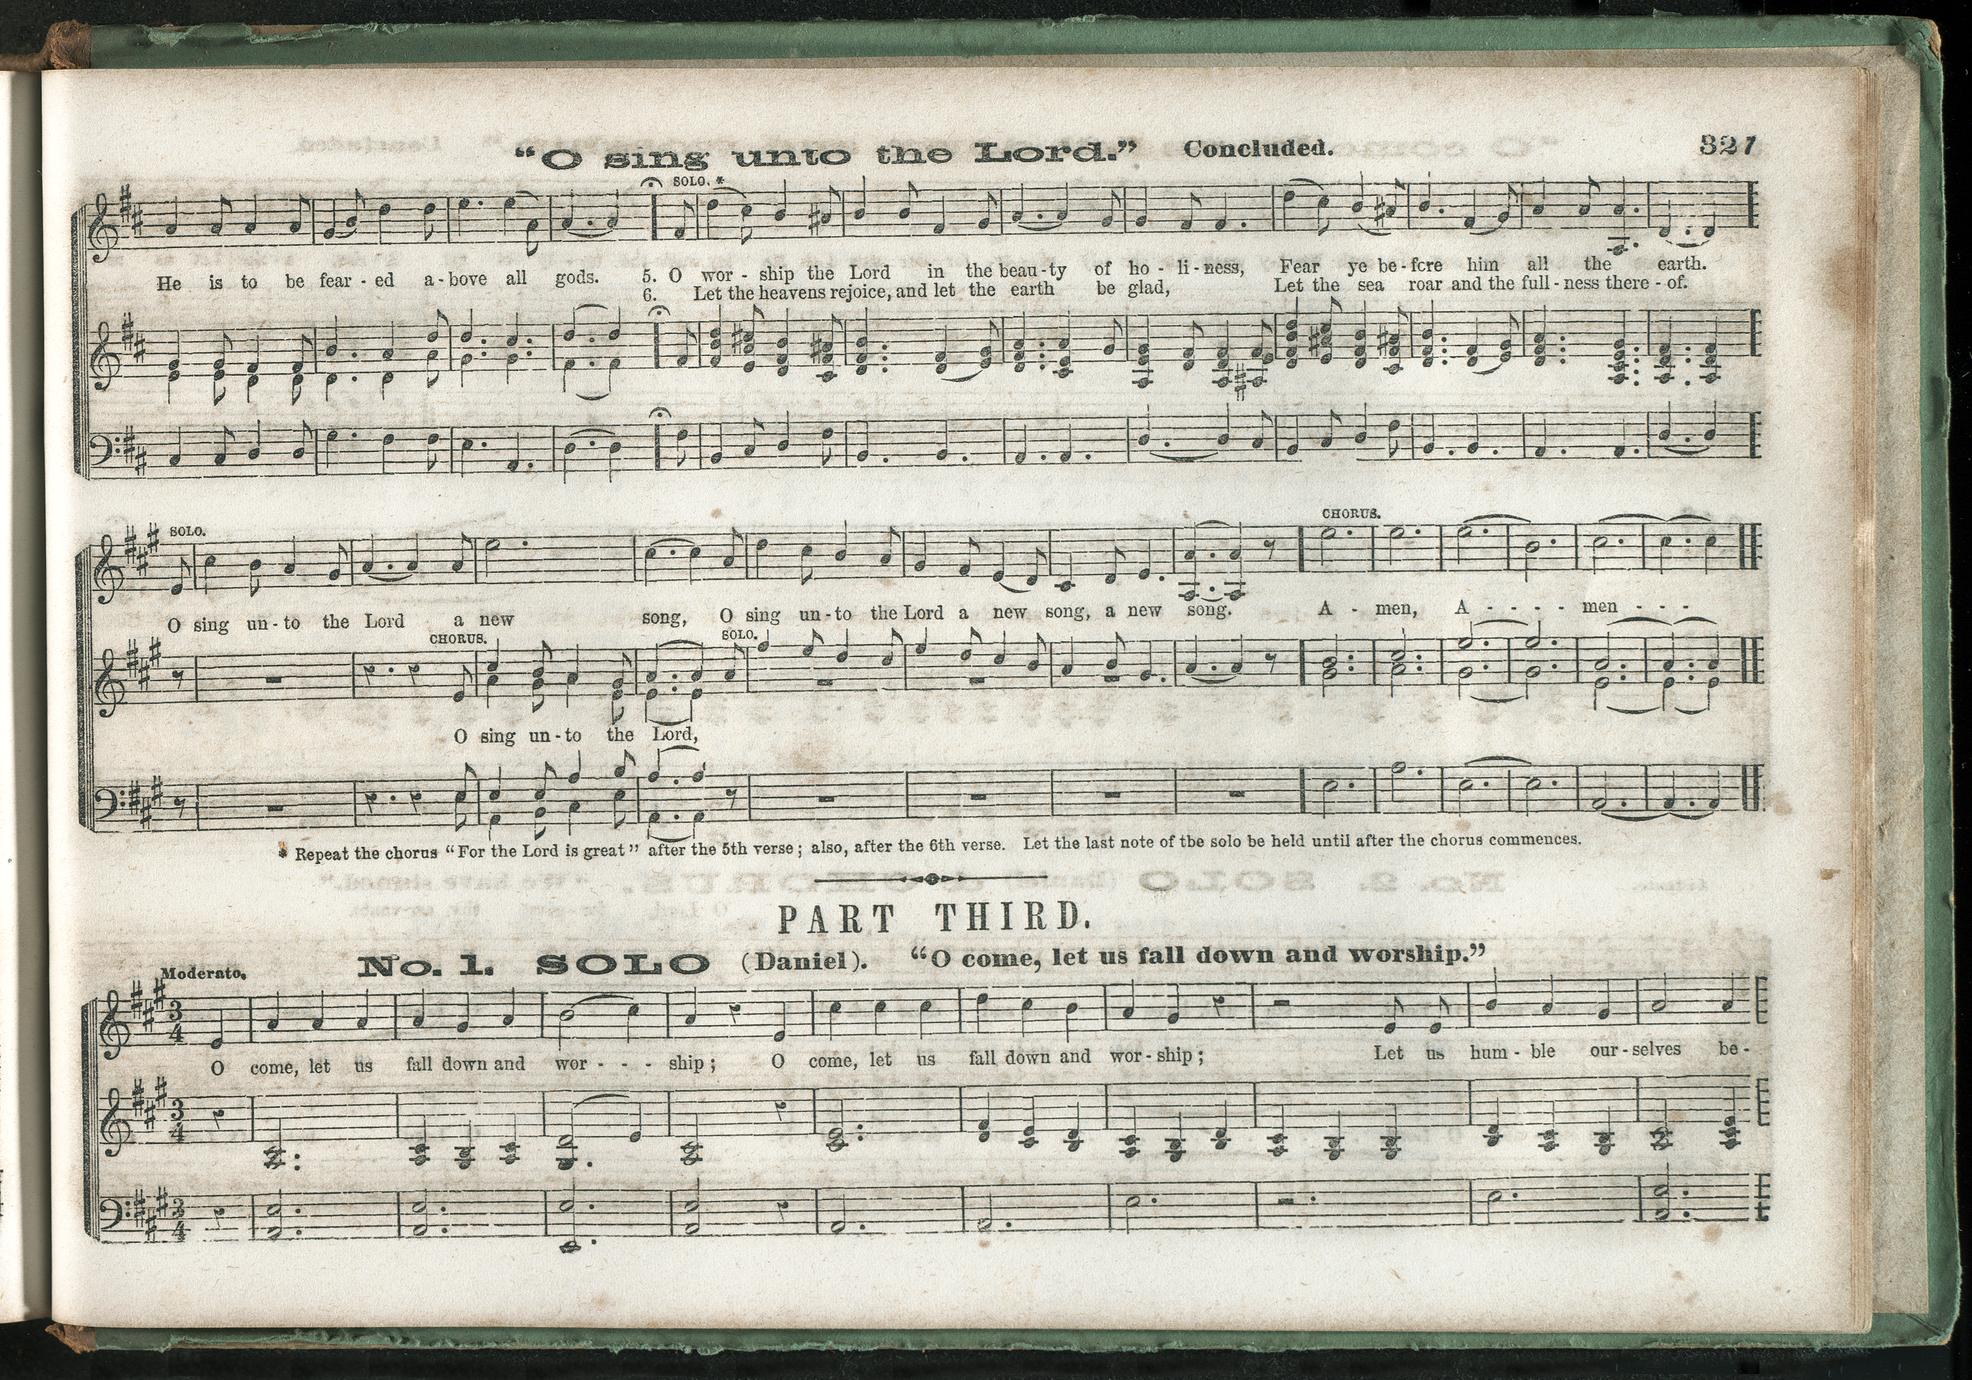 "O sing unto the Lord." Concluded. 327
SOLO. *
He is to be fear - ed a - bove all gods. 5. O wor - ship the Lord in the beau - ty of ho - li - ness, Fear ye be - fore him all the earth.
6. Let the heavens rejoice, and let the earth be glad, Let the sea roar and the full - ness there - of.
SOLO. CHORUS.
O sing un - to the Lord a new song, O sing un - to the Lord a new song, a new song. A - men, A - - - - men - - -
CHORUS. SOLO.
O sing un - to the Lord,
* Repeat the chorus "For the Lord is great" after the 5th verse; also, after the 6th verse. Let the last note of the solo be held until after the chorus commences.
PART THIRD.
No. 1. SOLO (Daniel). "O come, let us fall down and worship."
Moderato.
3
4
O come, let us fall down and wor - - - ship; O come, let us fall down and wor - ship; Let us hum - ble our - selves be -
3
4
3
4